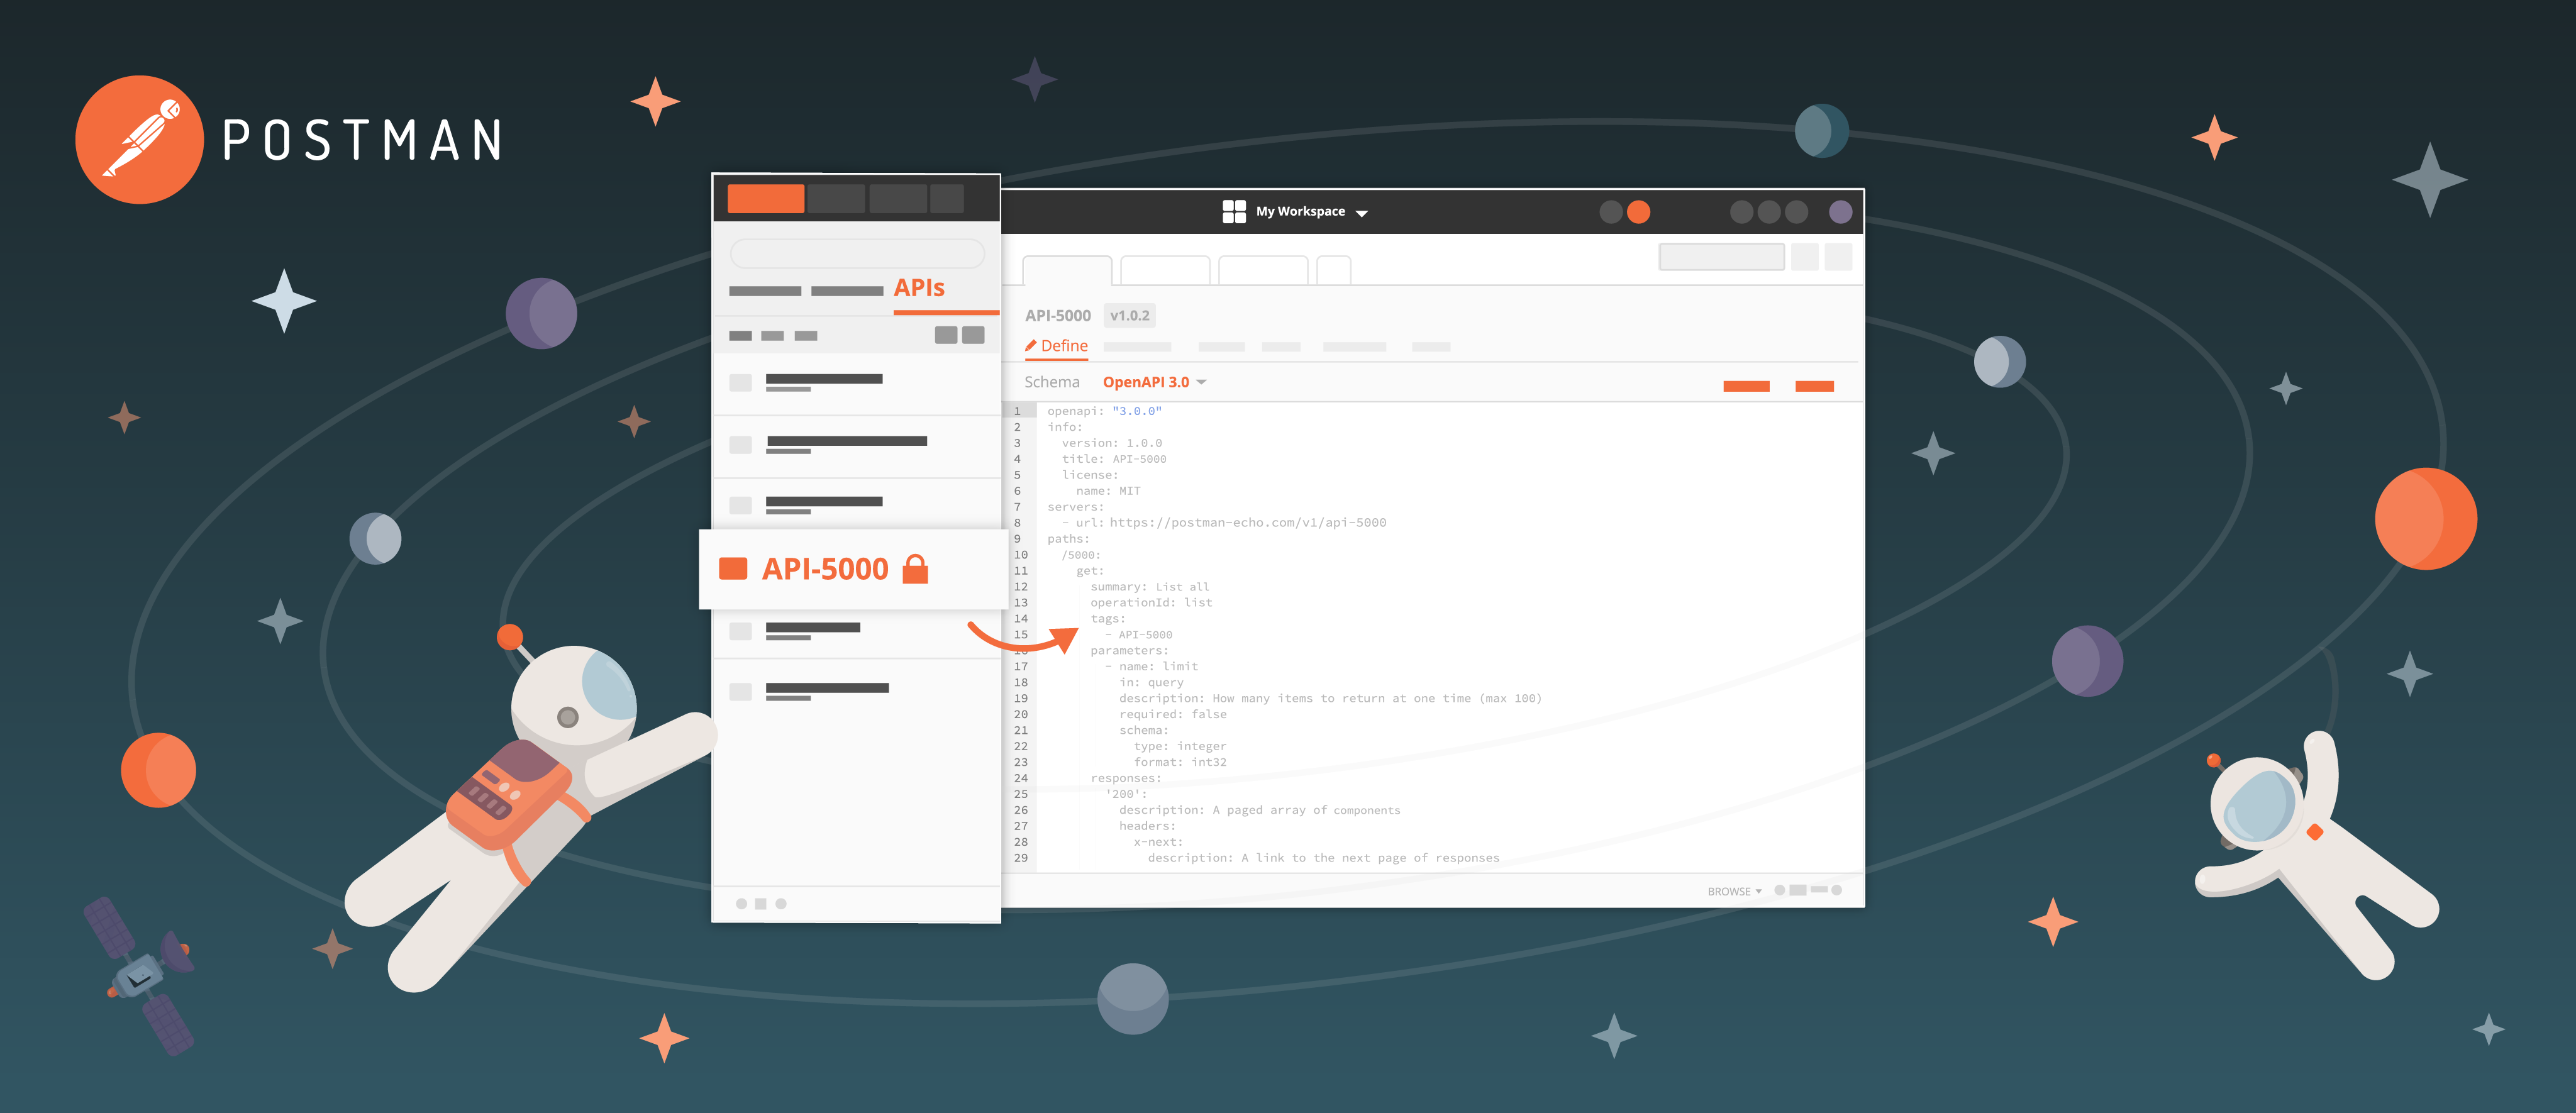 POSTMAN
My Workspace
APIs
API-5000 v1.0.2
Define
Schema OpenAPI 3.0
API-5000
1 openapi: "3.0.0"
2 info:
3 version: 1.0.0
4 title: API-5000
5 license:
6 name: MIT
7 servers:
8 - url: https://postman-echo.com/v1/api-5000
9 paths:
10 /5000:
11 get:
12 summary: List all
13 operationId: list
14 tags:
15 - API-5000
16 parameters:
17 - name: limit
18 in: query
19 description: How many items to return at one time (max 100)
20 required: false
21 schema:
22 type: integer
23 format: int32
24 responses:
25 '200':
26 description: A paged array of components
27 headers:
28 x-next:
29 description: A link to the next page of responses
BROWSE